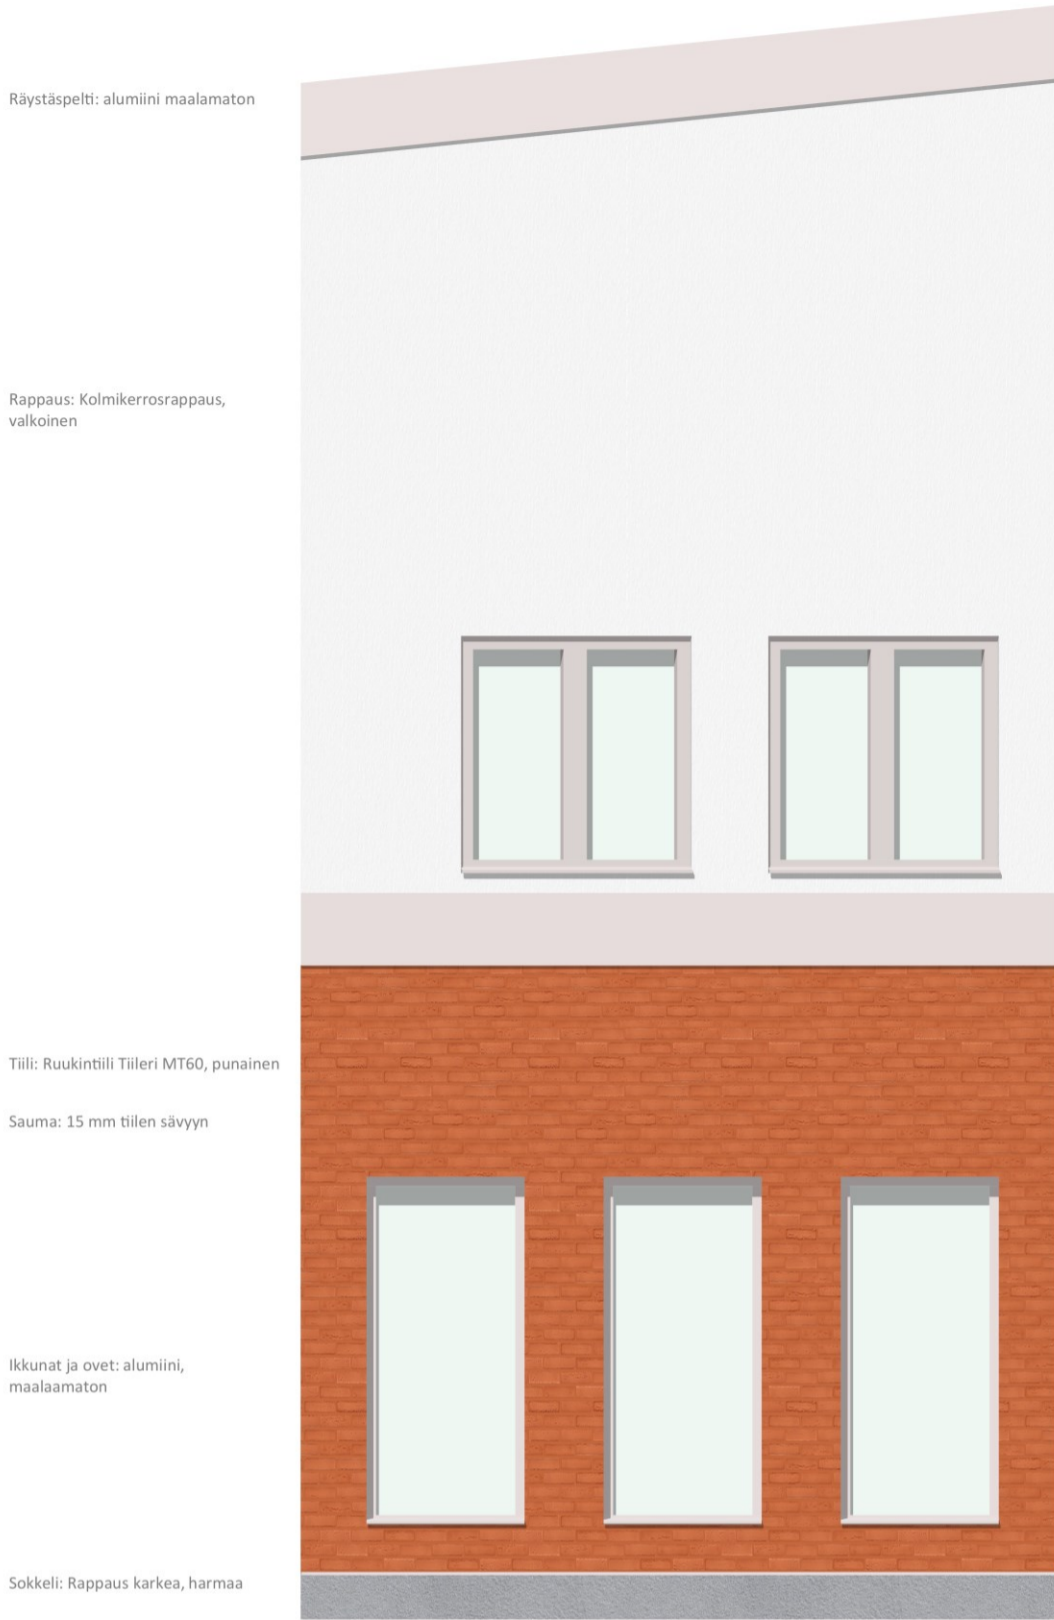 Räystäspelti: alumiini maalamaton
Rappaus: Kolmikerrosrappaus,
valkoinen
Tiili: Ruukintiili Tiileri MT60, punainen
Sauma: 15 mm tiilen sävyyn
Ikkunat ja ovet: alumiini,
maalaamaton
Sokkeli: Rappaus karkea, harmaa